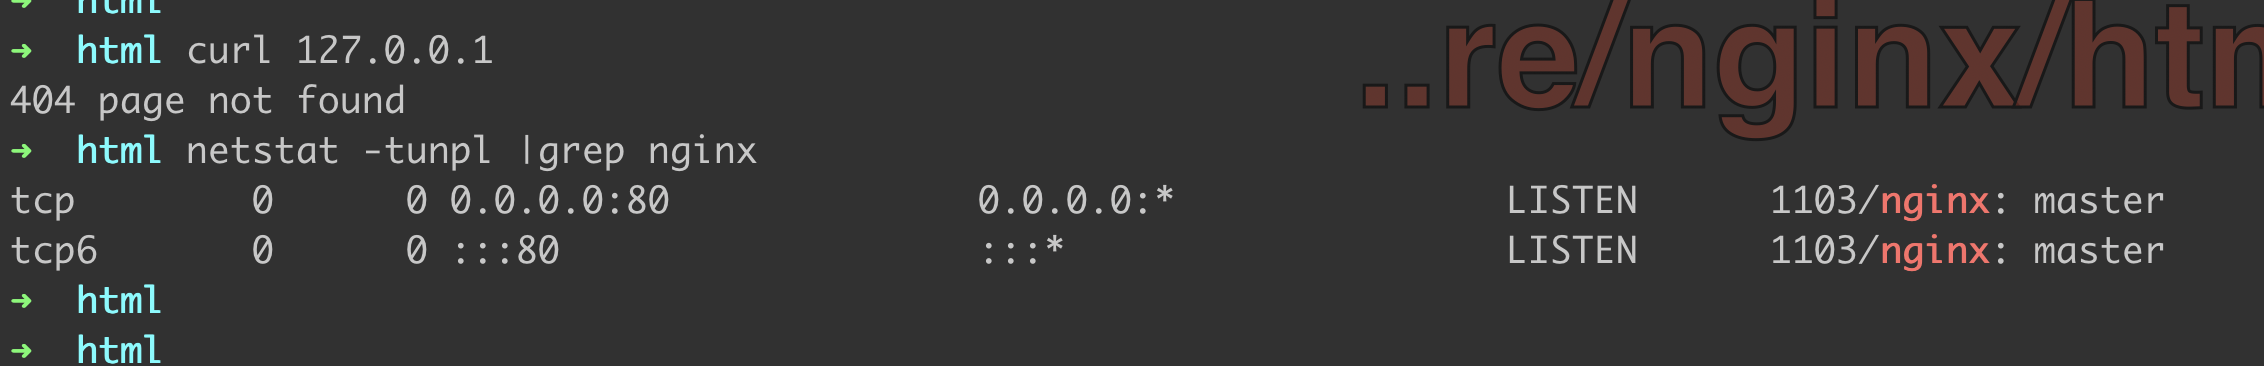 ➜  html
➜  html curl 127.0.0.1
404 page not found
➜  html netstat -tunpl |grep nginx
tcp        0      0 0.0.0.0:80              0.0.0.0:*               LISTEN      1103/nginx: master
tcp6       0      0 :::80                   :::*                    LISTEN      1103/nginx: master
➜  html
➜  html
..re/nginx/htm